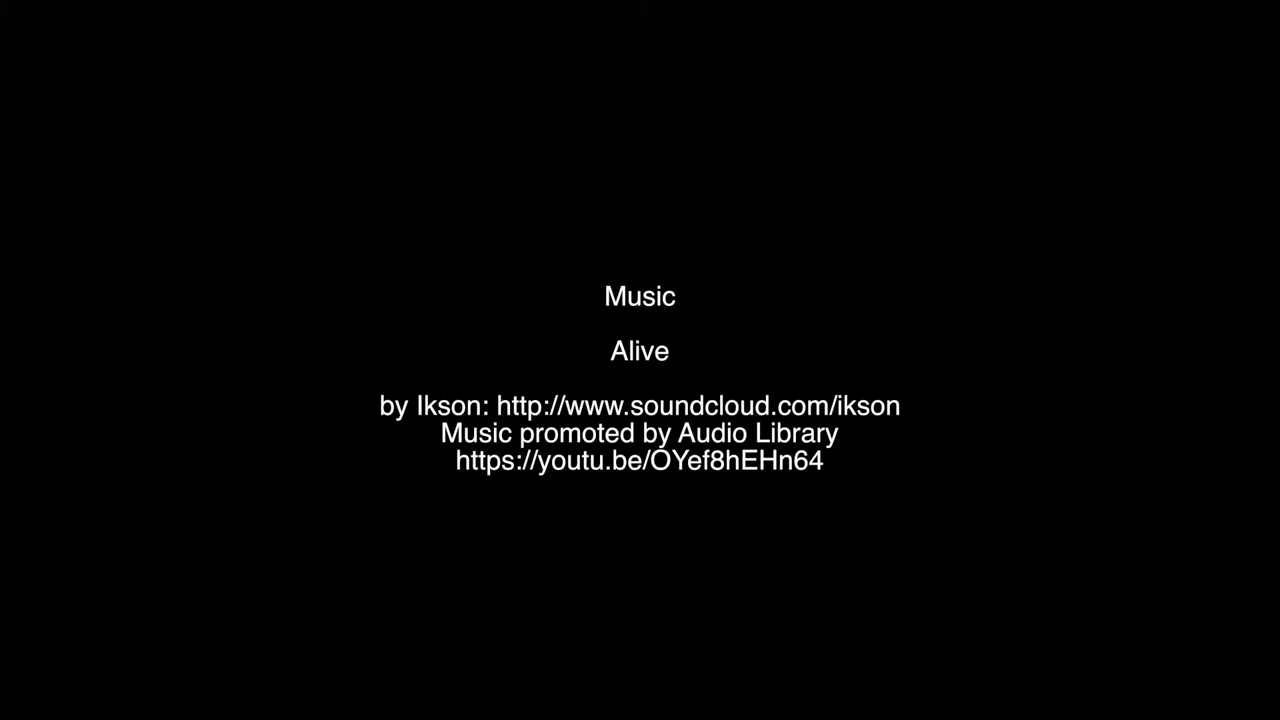 Music
Alive
by Ikson: http://www.soundcloud.com/ikson
Music promoted by Audio Library
https://youtu.be/OYef8hEHn64